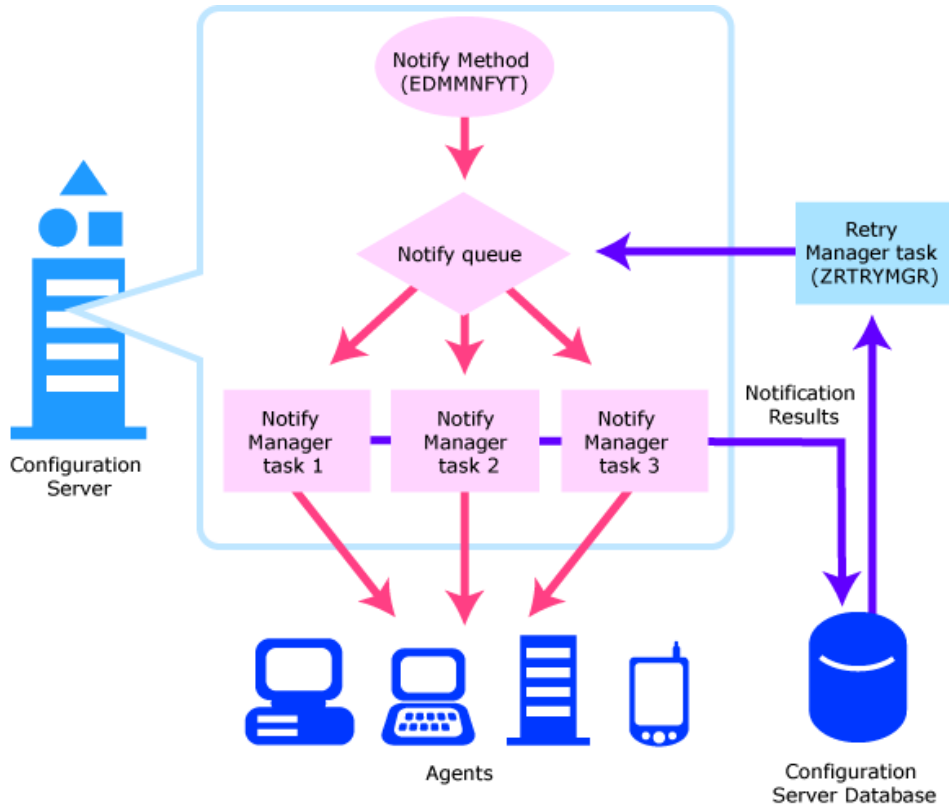 Notify Method
(EDMMNFYT)
Notify queue
Retry
Manager task
(ZRTRYMGR)
Notify
Manager
task 1
Notify
Manager
task 2
Notify
Manager
task 3
Notification
Results
Configuration
Server
Agents
Configuration
Server Database